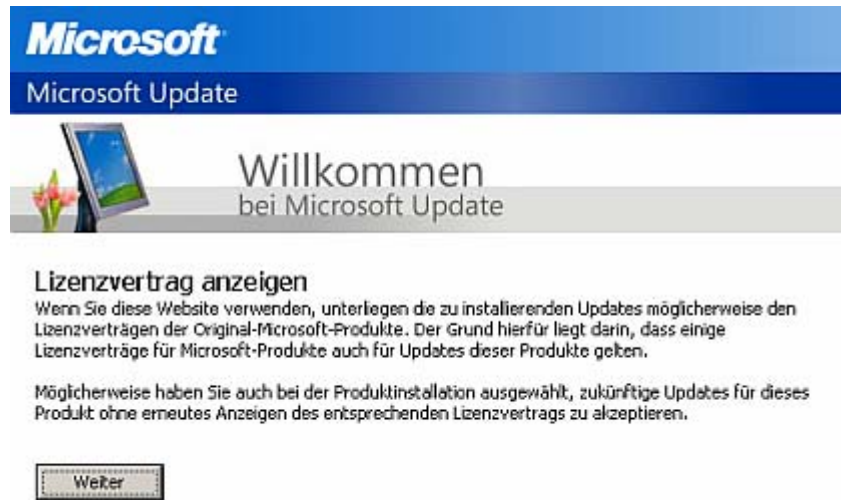 Microsoft
Microsoft Update
Willkommen
bei Microsoft Update
Lizenzvertrag anzeigen
Wenn Sie diese Website verwenden, unterliegen die zu installierenden Updates möglicherweise den
Lizenzverträgen der Original-Microsoft-Produkte. Der Grund hierfür liegt darin, dass einige
Lizenzverträge für Microsoft-Produkte auch für Updates dieser Produkte gelten.
Möglicherweise haben Sie auch bei der Produktinstallation ausgewählt, zukünftige Updates für dieses
Produkt ohne erneutes Anzeigen des entsprechenden Lizenzvertrags zu akzeptieren.
Weiter